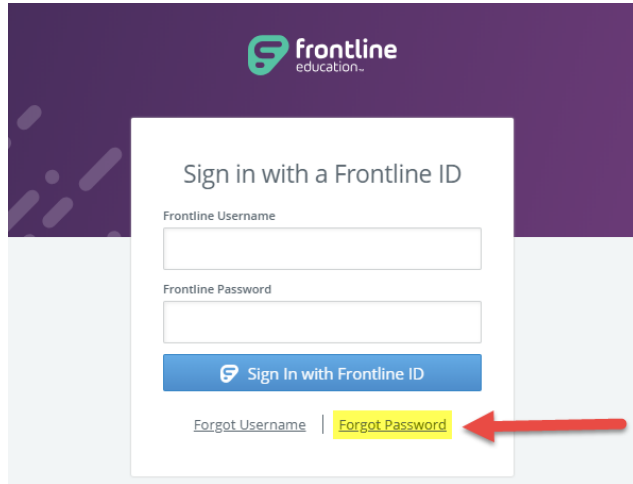 frontline
education™
Sign in with a Frontline ID
Frontline Username
Frontline Password
Sign In with Frontline ID
Forgot Username | Forgot Password